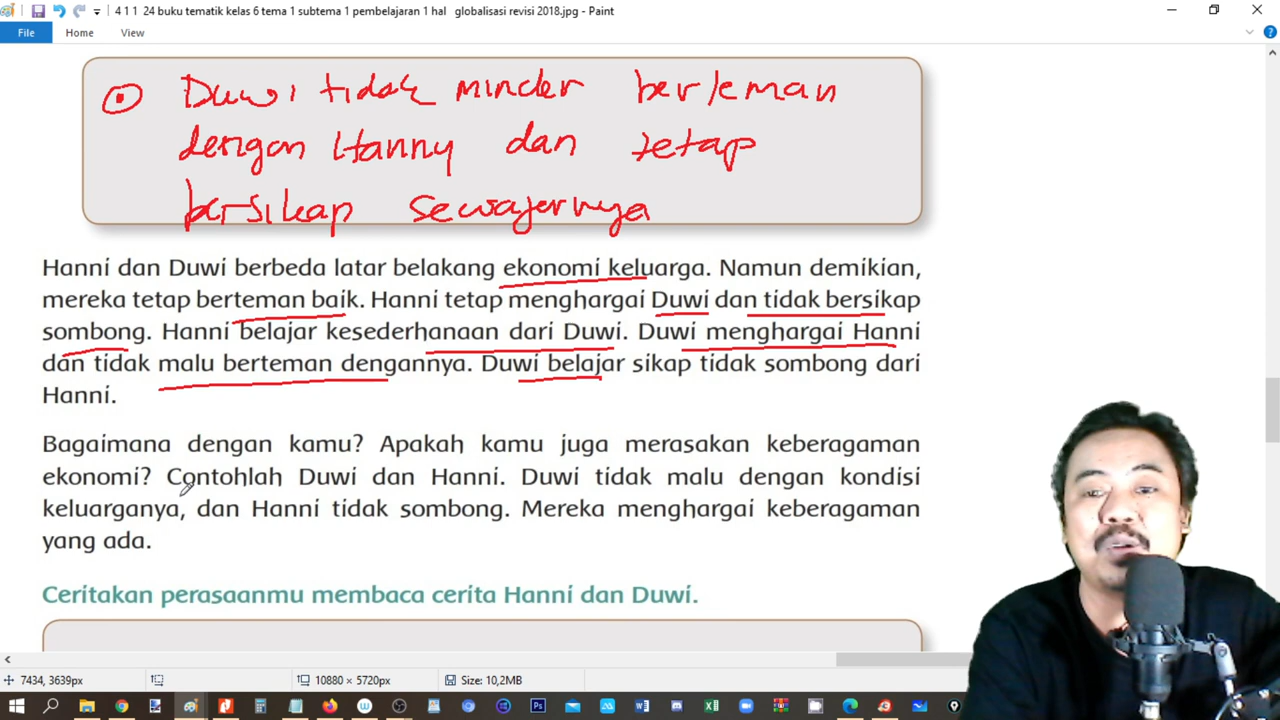 4 1 1 24 buku tematik kelas 6 tema 1 subtema 1 pembelajaran 1 hal globalisasi revisi 2018.jpg - Paint
File Home View
Duwi tidak minder berteman
dengan Hanny dan tetap
bersikap sewajernya
Hanni dan Duwi berbeda latar belakang ekonomi keluarga. Namun demikian,
mereka tetap berteman baik. Hanni tetap menghargai Duwi dan tidak bersikap
sombong. Hanni belajar kesederhanaan dari Duwi. Duwi menghargai Hanni
dan tidak malu berteman dengannya. Duwi belajar sikap tidak sombong dari
Hanni.
Bagaimana dengan kamu? Apakah kamu juga merasakan keberagaman
ekonomi? Contohlah Duwi dan Hanni. Duwi tidak malu dengan kondisi
keluarganya, dan Hanni tidak sombong. Mereka menghargai keberagaman
yang ada.
Ceritakan perasaanmu membaca cerita Hanni dan Duwi.
7434, 3639px 10880 × 5720px Size: 10,2MB